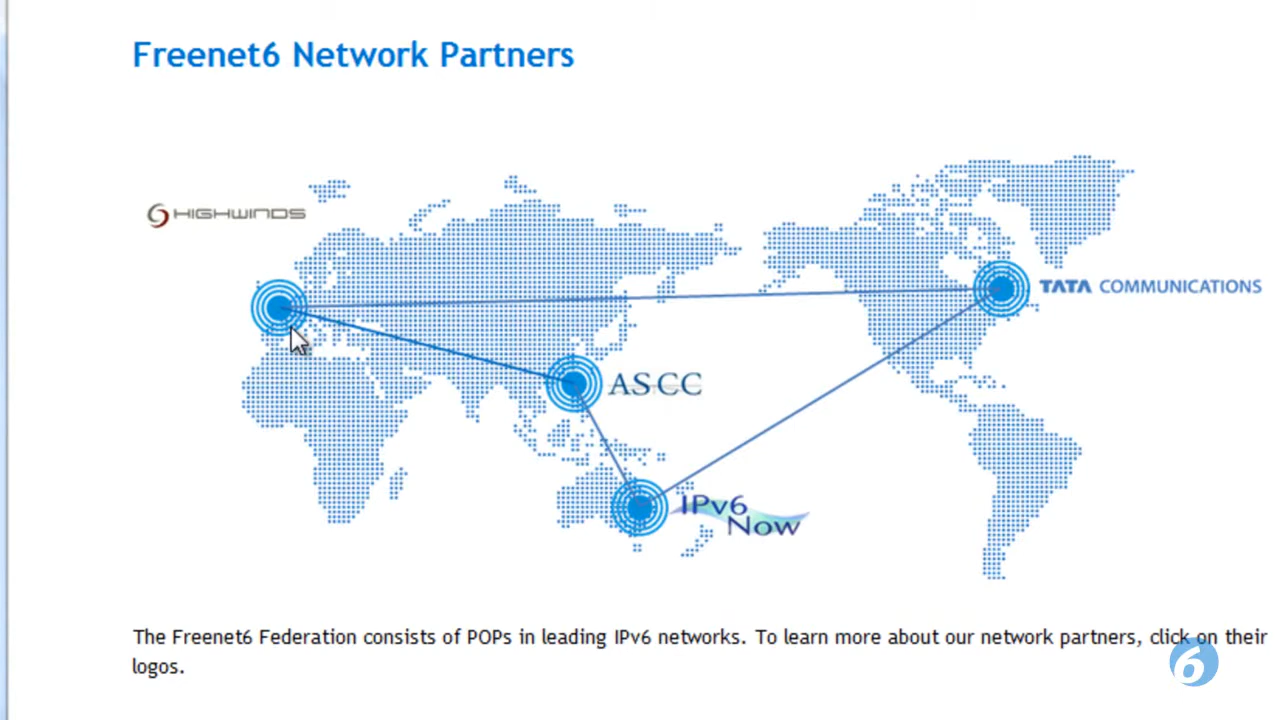 Freenet6 Network Partners
HIGHWINDS
TATA COMMUNICATIONS
ASCC
IPv6
Now
The Freenet6 Federation consists of POPs in leading IPv6 networks. To learn more about our network partners, click on their
logos.
6